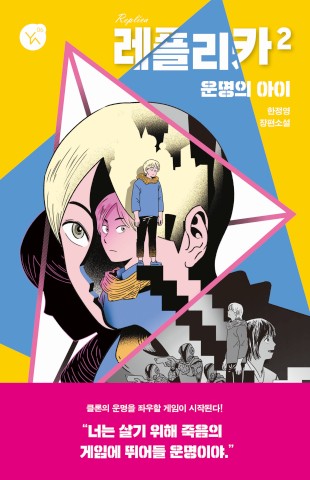 Replica
레플리카2
운명의 아이
한정영
장편소설
클론의 운명을 좌우할 게임이 시작된다!
“너는 살기 위해 죽음의
게임에 뛰어들 운명이야.”